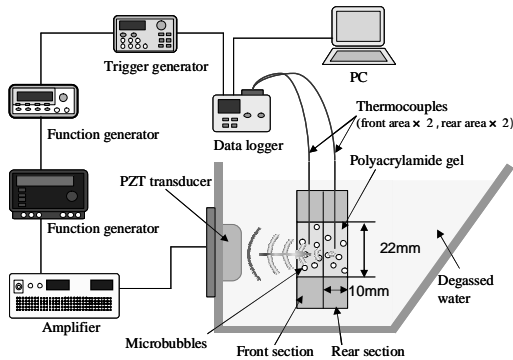 Trigger generator
PC
Function generator
Data logger
Thermocouples
(front area × 2 , rear area × 2)
Polyacrylamide gel
PZT transducer
Function generator
22mm
10mm
Degassed
water
Amplifier
Microbubbles
Front section
Rear section